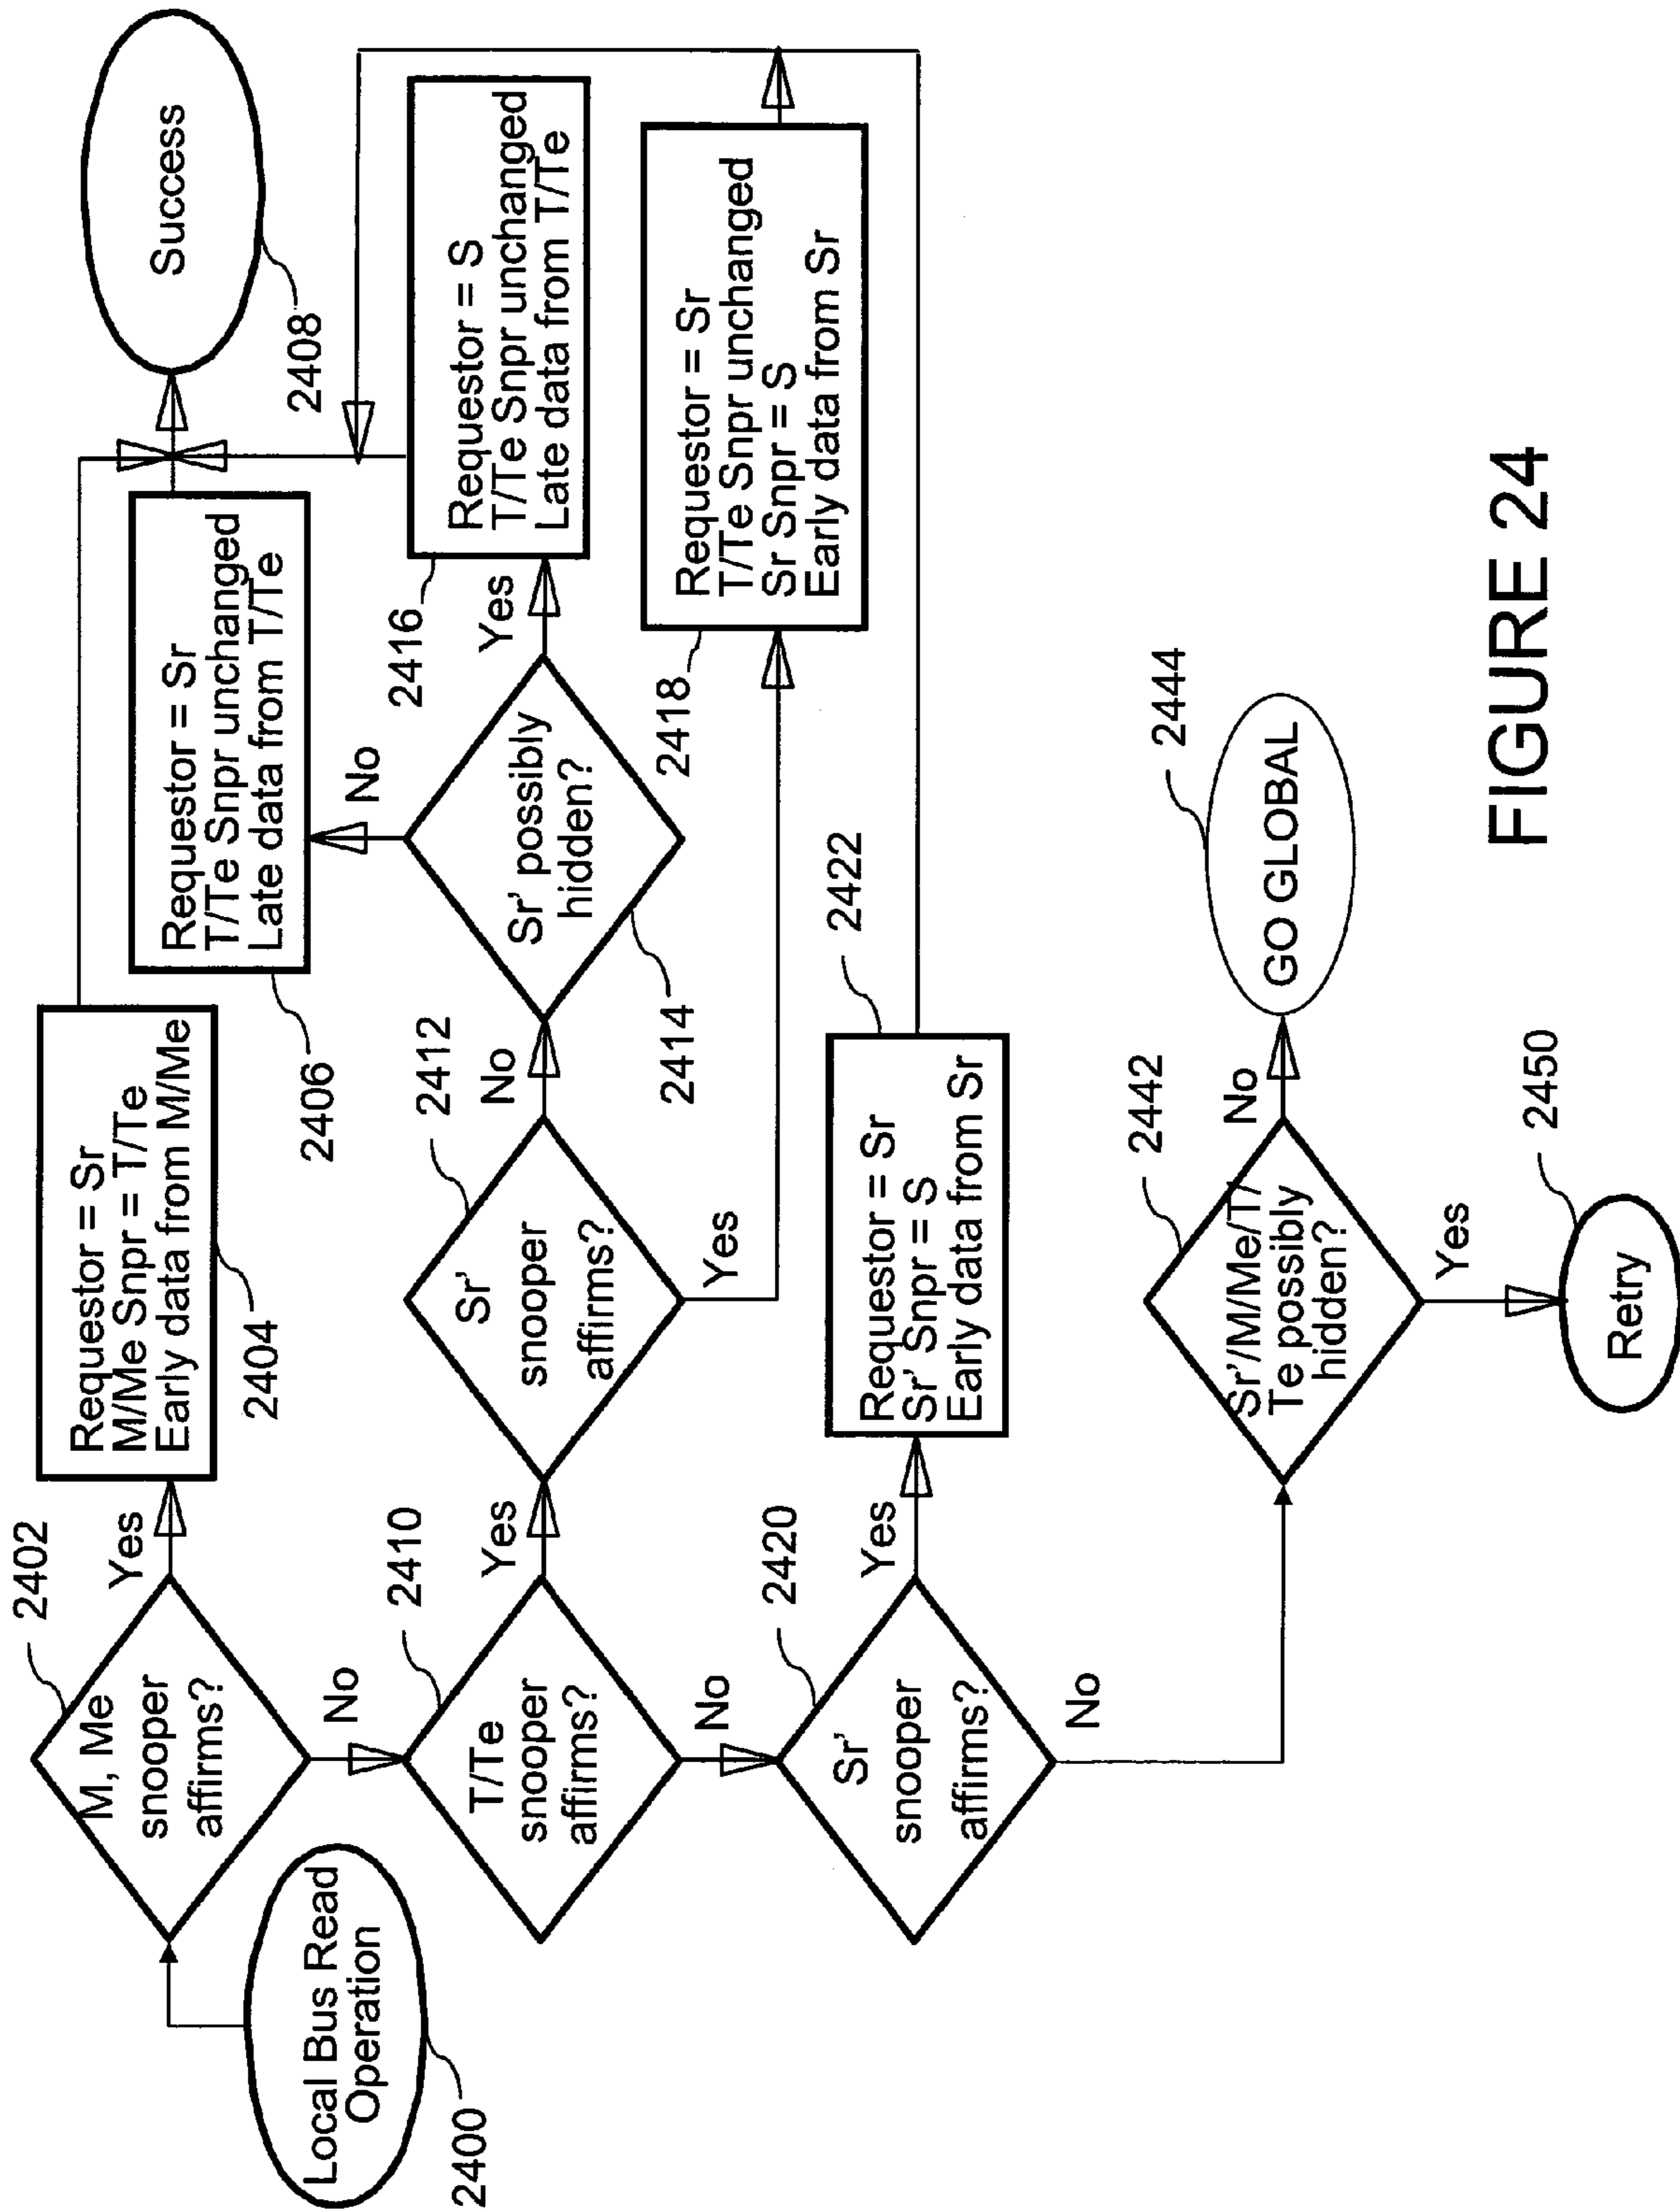 Local Bus Read
Operation
2400
M, Me
snooper
affirms?
2402
Yes
No
Requestor = Sr
M/Me Snpr = T/Te
Early data from M/Me
2404
Requestor = Sr
T/Te Snpr unchanged
Late data from T/Te
2406
Success
2408
T/Te
snooper
affirms?
2410
Yes
No
Sr'
snooper
affirms?
2412
No
Yes
Sr' possibly
hidden?
2414
No
Yes
Requestor = S
T/Te Snpr unchanged
Late data from T/Te
2416
Requestor = Sr
T/Te Snpr unchanged
Sr Snpr = S
Early data from Sr
2418
Sr'
snooper
affirms?
2420
Yes
No
Requestor = Sr
Sr' Snpr = S
Early data from Sr
2422
Sr'/M/Me/T/
Te possibly
hidden?
2442
No
Yes
GO GLOBAL
2444
Retry
2450
FIGURE 24